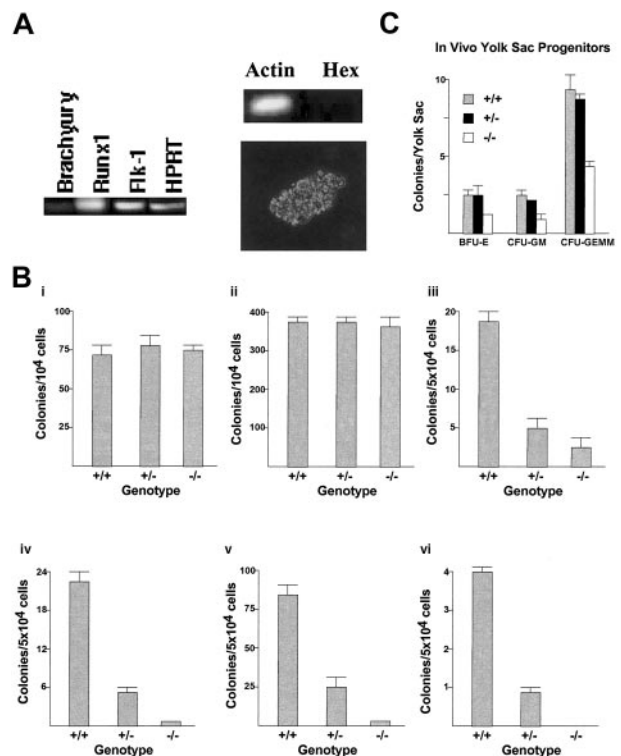 A
Brachyury
Runx1
Flk-1
HPRT
Actin Hex
C
In Vivo Yolk Sac Progenitors
Colonies/Yolk Sac
10
5
+/+
+/-
-/-
BFU-E CFU-GM CFU-GEMM
B
i
Colonies/10⁴ cells
100
75
50
25
+/+ +/- -/-
Genotype
ii
Colonies/10⁴ cells
400
300
200
100
+/+ +/- -/-
Genotype
iii
Colonies/5x10⁴ cells
20
15
10
5
+/+ +/- -/-
Genotype
iv
Colonies/5x10⁴ cells
24
18
12
6
+/+ +/- -/-
Genotype
v
Colonies/5x10⁴ cells
100
75
50
25
+/+ +/- -/-
Genotype
vi
Colonies/5x10⁴ cells
4
3
2
1
+/+ +/- -/-
Genotype